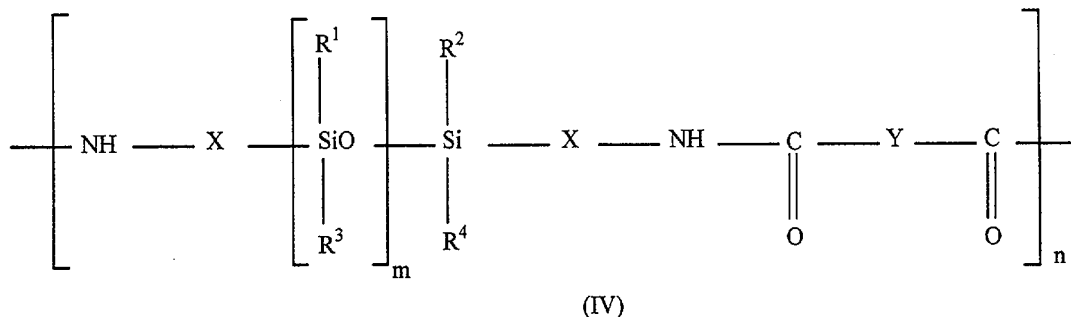 R¹ R²
NH X SiO Si X NH C Y C
R³ R⁴ O O
m n
(IV)